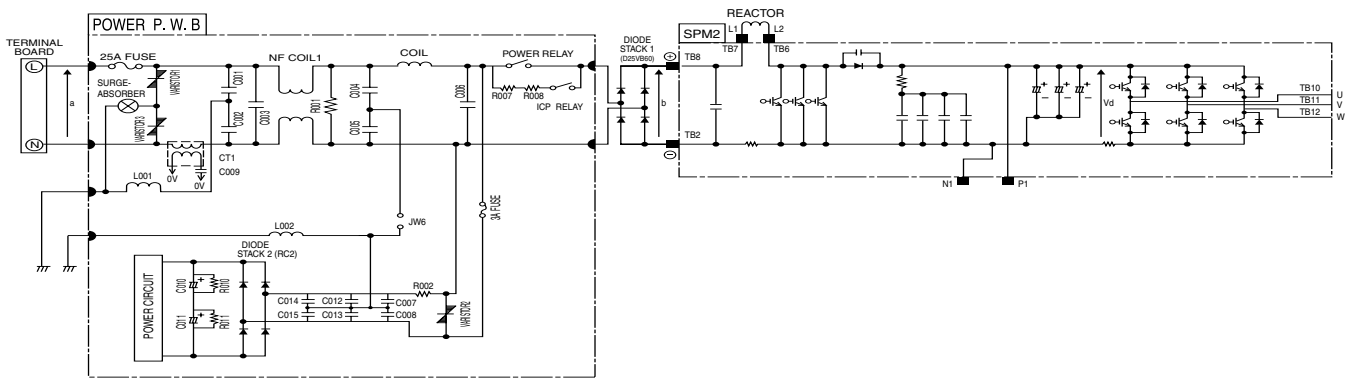 POWER P. W. B
REACTOR
L1
L2
SPM2
TB7
TB6
TERMINAL
BOARD
25A FUSE
NF COIL1
COIL
POWER RELAY
DIODE
STACK 1
(D25VB60)
TB8
L
a
SURGE-
ABSORBER
VARISTOR1
C001
C002
C003
R001
C004
C005
C006
R007
R008
ICP RELAY
b
Vd
TB10
U
TB11
V
TB12
W
VARISTOR3
N
CT1
C009
0V
0V
TB2
L001
N1
P1
3A FUSE
JW6
L002
DIODE
STACK 2 (RC2)
POWER CIRCUIT
C010
R010
C011
R011
C014
C012
C007
C015
C013
C008
R002
VARISTOR2